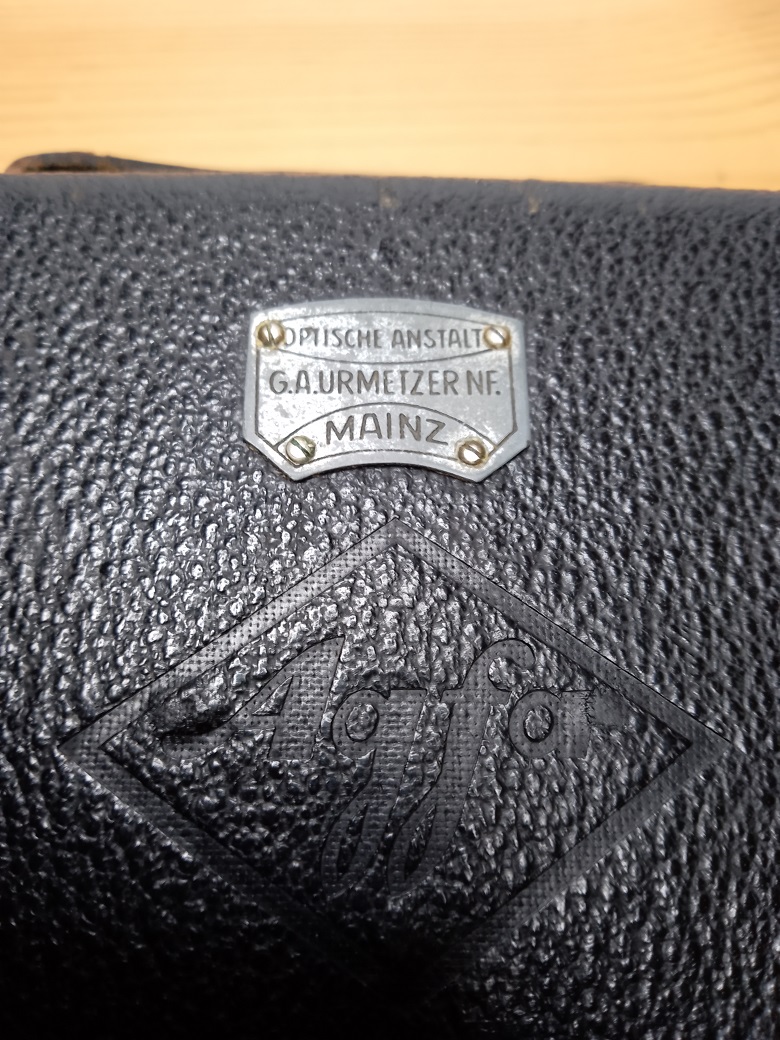 OPTISCHE ANSTALT
G.A.URMETZER NF.
MAINZ
Agfa